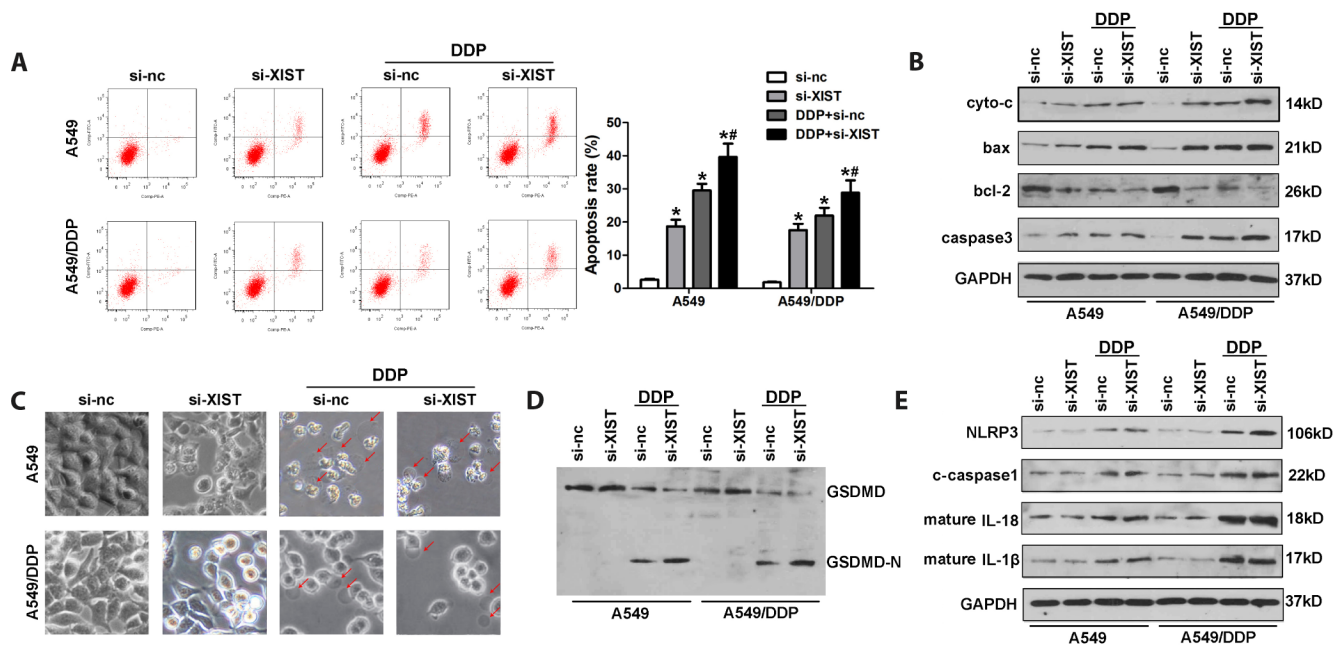 A
DDP
si-nc
si-XIST
si-nc
si-XIST
A549
A549/DDP
Comp-FITC-A
Comp-PE-A
si-nc
si-XIST
DDP+si-nc
DDP+si-XIST
Apoptosis rate (%)
50
40
30
20
10
0
*
*
*#
*
*
*#
A549
A549/DDP
B
DDP
si-nc
si-XIST
si-nc
si-XIST
si-nc
si-XIST
si-nc
si-XIST
cyto-c 14kD
bax 21kD
bcl-2 26kD
caspase3 17kD
GAPDH 37kD
A549
A549/DDP
C
DDP
si-nc
si-XIST
si-nc
si-XIST
A549
A549/DDP
D
DDP
DDP
si-nc
si-XIST
si-nc
si-XIST
si-nc
si-XIST
si-nc
si-XIST
GSDMD
GSDMD-N
A549
A549/DDP
E
DDP
DDP
si-nc
si-XIST
si-nc
si-XIST
si-nc
si-XIST
si-nc
si-XIST
NLRP3 106kD
c-caspase1 22kD
mature IL-18 18kD
mature IL-1β 17kD
GAPDH 37kD
A549
A549/DDP